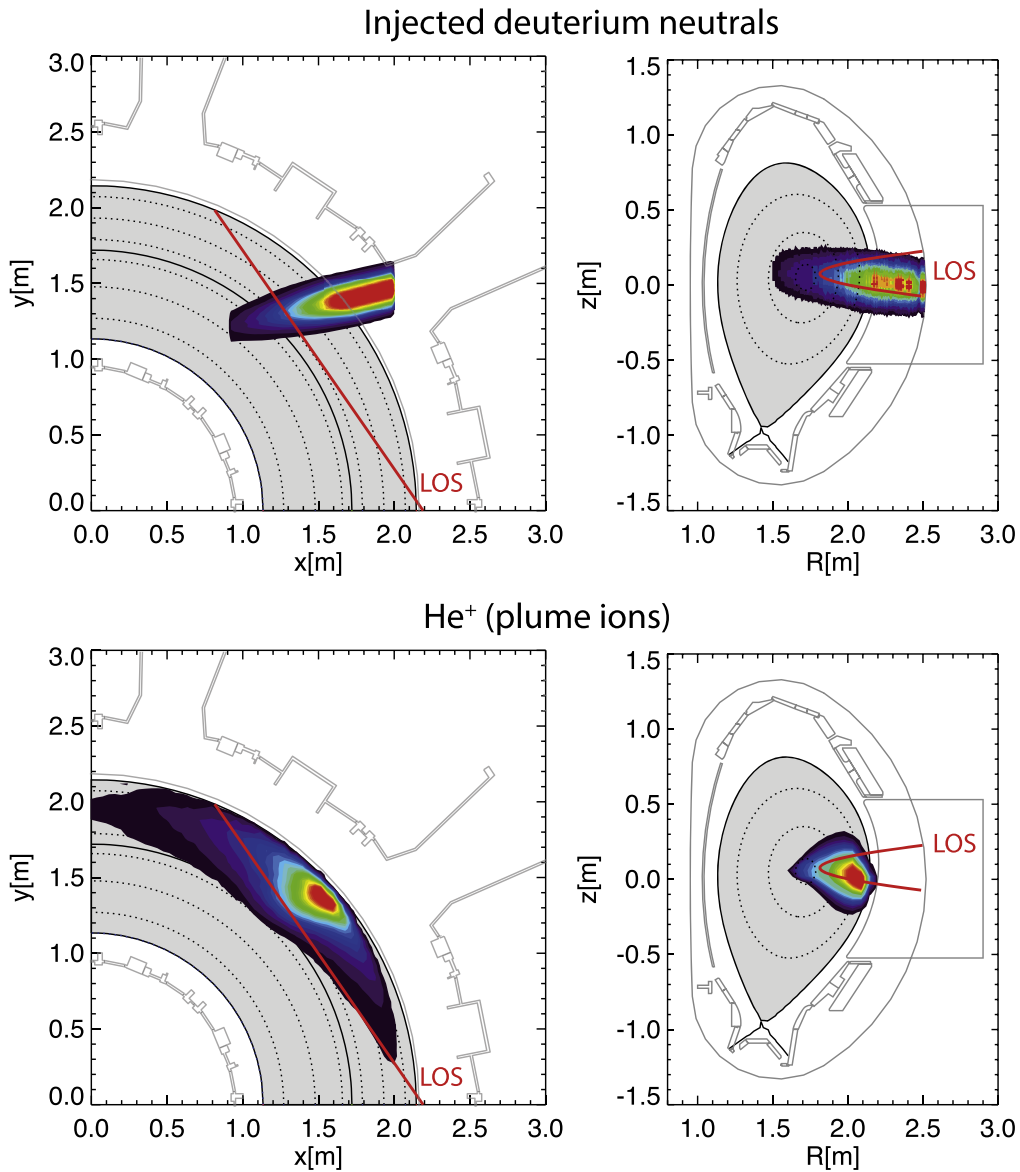 Injected deuterium neutrals
3.0
2.5
2.0
1.5
1.0
0.5
0.0
y[m]
LOS
0.0 0.5 1.0 1.5 2.0 2.5 3.0
x[m]
1.5
1.0
0.5
0.0
-0.5
-1.0
-1.5
z[m]
LOS
1.0 1.5 2.0 2.5 3.0
R[m]
He⁺ (plume ions)
3.0
2.5
2.0
1.5
1.0
0.5
0.0
y[m]
LOS
0.0 0.5 1.0 1.5 2.0 2.5 3.0
x[m]
1.5
1.0
0.5
0.0
-0.5
-1.0
-1.5
z[m]
LOS
1.0 1.5 2.0 2.5 3.0
R[m]